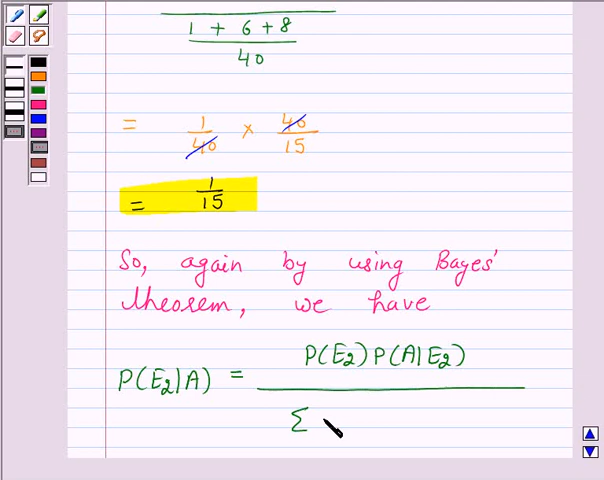 1 + 6 + 8
40
= 1/40 × 40/15
= 1/15
So, again by using Bayes'
theorem, we have
P(E₂|A) = P(E₂)P(A|E₂)
Σ